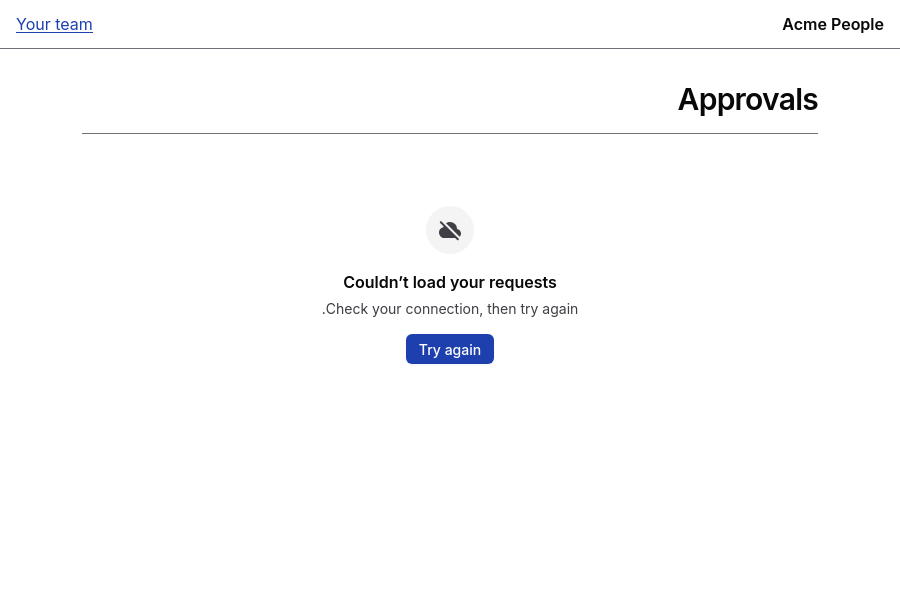 Acme People
Your team
Approvals
Couldn’t load your requests
.Check your connection, then try again
Try again